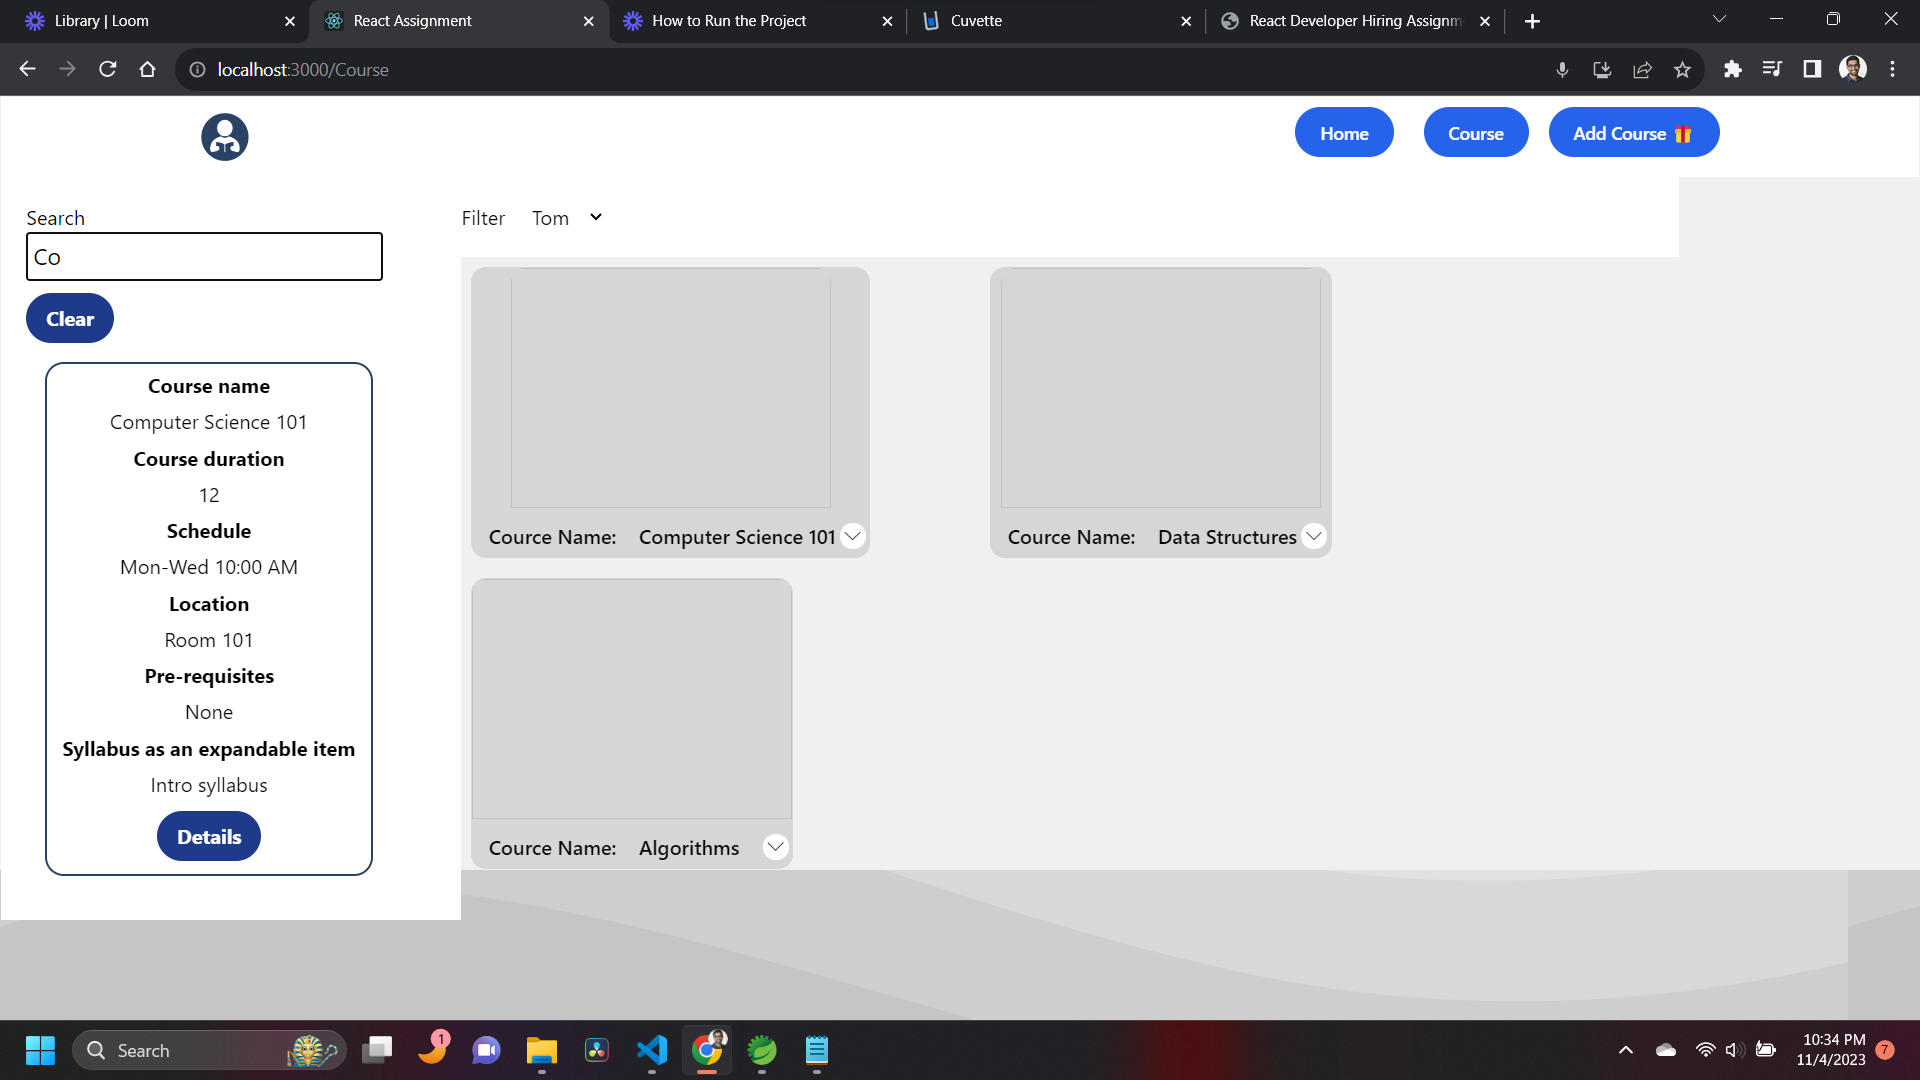 Library | Loom
React Assignment
How to Run the Project
Cuvette
React Developer Hiring Assignm
localhost:3000/Course
Home
Course
Add Course
Search
Filter
Tom
Co
Clear
Course name
Computer Science 101
Course duration
12
Schedule
Mon-Wed 10:00 AM
Location
Room 101
Pre-requisites
None
Syllabus as an expandable item
Intro syllabus
Details
Cource Name: Computer Science 101
Cource Name: Data Structures
Cource Name: Algorithms
Search
1
10:34 PM
11/4/2023
7